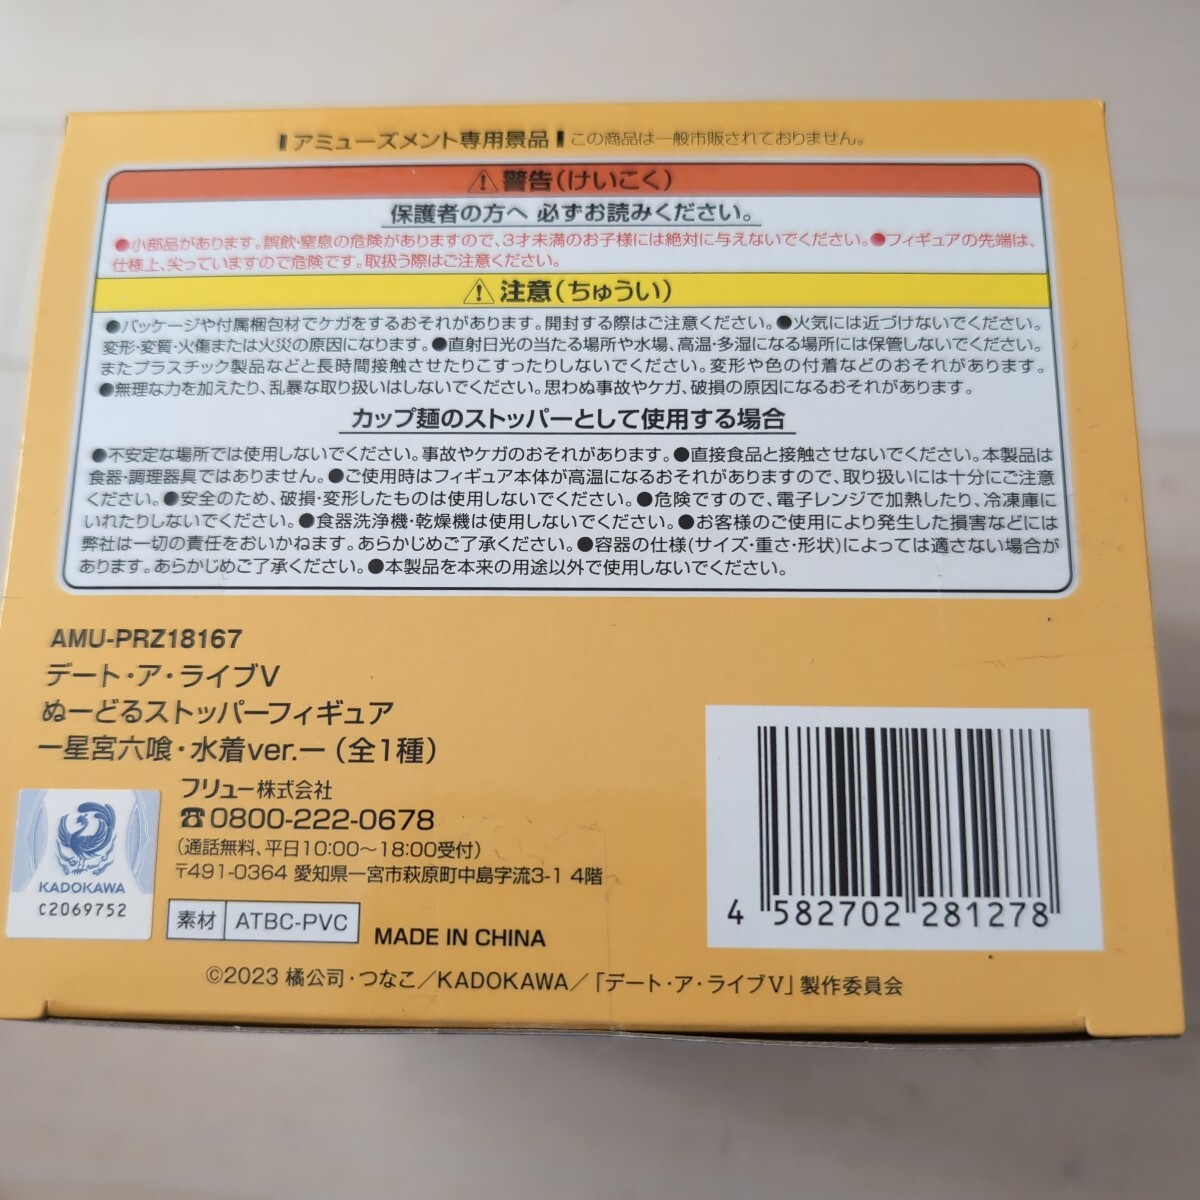 アミューズメント専用景品 この商品は一般市販されておりません。
⚠警告(けいこく)
保護者の方へ 必ずお読みください。
●小部品があります。誤飲・窒息の危険がありますので、3才未満のお子様には絶対に与えないでください。●フィギュアの先端は、
仕様上、尖っていますので危険です。取扱う際はご注意ください。
⚠注意(ちゅうい)
●パッケージや付属梱包材でケガをするおそれがあります。開封する際はご注意ください。●火気には近づけないでください。
変形・変質・火傷または火災の原因になります。●直射日光の当たる場所や水場、高温・多湿になる場所には保管しないでください。
またプラスチック製品などと長時間接触させたりこすったりしないでください。変形や色の付着などのおそれがあります。
●無理な力を加えたり、乱暴な取り扱いはしないでください。思わぬ事故やケガ、破損の原因になるおそれがあります。
カップ麺のストッパーとして使用する場合
●不安定な場所では使用しないでください。事故やケガのおそれがあります。●直接食品と接触させないでください。本製品は
食器・調理器具ではありません。●ご使用時はフィギュア本体が高温になるおそれがありますので、取り扱いには十分にご注意
ください。●安全のため、破損・変形したものは使用しないでください。●危険ですので、電子レンジで加熱したり、冷凍庫に
いれたりしないでください。●食器洗浄機・乾燥機は使用しないでください。●お客様のご使用により発生した損害などには
弊社は一切の責任をおいかねます。あらかじめご了承ください。●容器の仕様(サイズ・重さ・形状)によっては適さない場合が
あります。あらかじめご了承ください。●本製品を本来の用途以外で使用しないでください。
AMU-PRZ18167
デート・ア・ライブV
ぬーどるストッパーフィギュア
ー星宮六喰・水着ver.ー(全1種)
フリュー株式会社
☎0800-222-0678
(通話無料、平日10:00～18:00受付)
〒491-0364 愛知県一宮市萩原町中島字流3-1 4階
KADOKAWA
C2069752
素材 ATBC-PVC
MADE IN CHINA
4 582702 281278
©2023 橘公司・つなこ/KADOKAWA/「デート・ア・ライブV」製作委員会